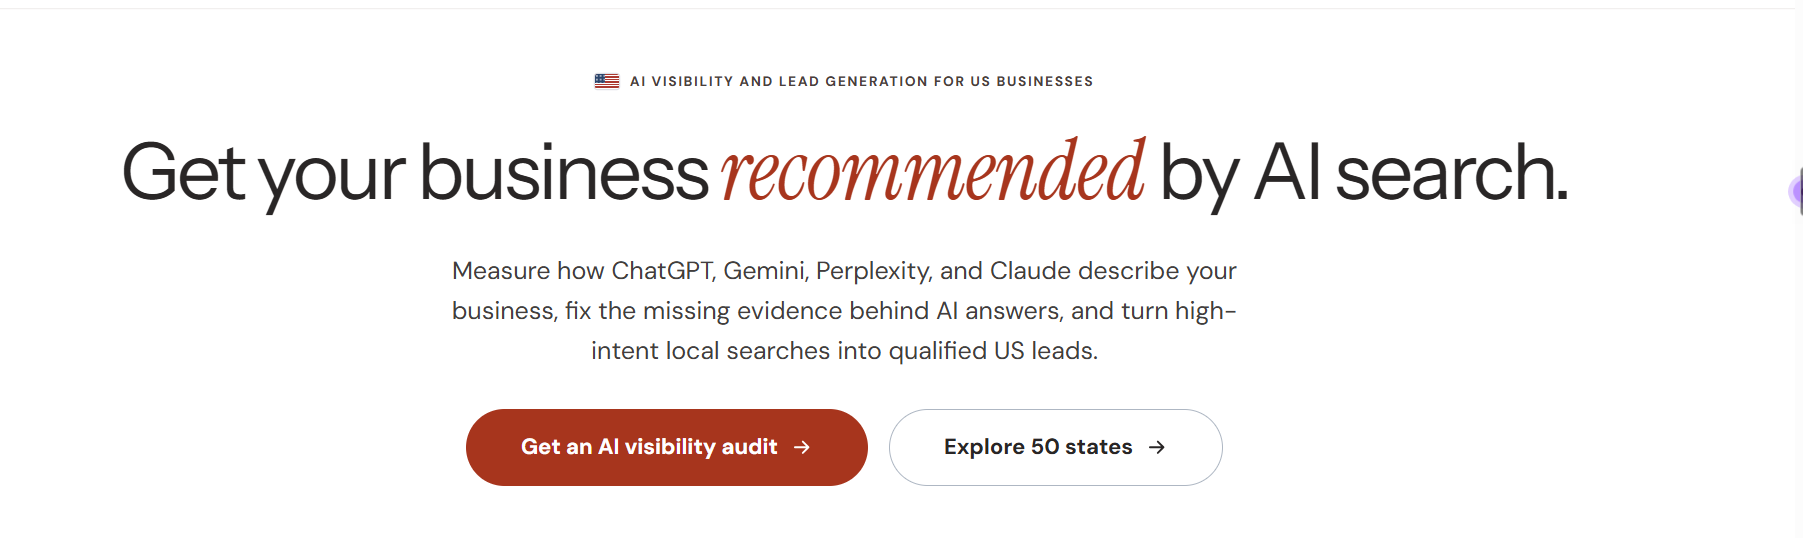 AI VISIBILITY AND LEAD GENERATION FOR US BUSINESSES
Get your business recommended by AI search.
Measure how ChatGPT, Gemini, Perplexity, and Claude describe your
business, fix the missing evidence behind AI answers, and turn high-
intent local searches into qualified US leads.
Get an AI visibility audit →
Explore 50 states →